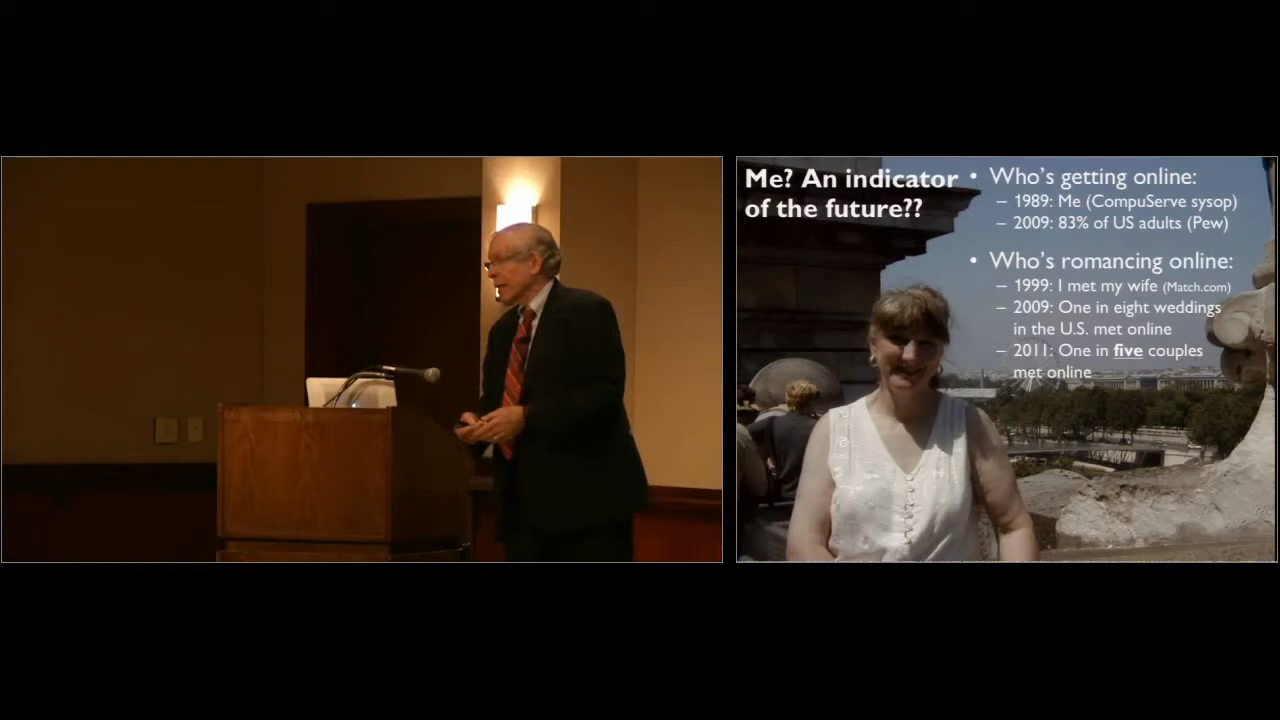 Me? An indicator
of the future??
• Who's getting online:
– 1989: Me (CompuServe sysop)
– 2009: 83% of US adults (Pew)
• Who's romancing online:
– 1999: I met my wife (Match.com)
– 2009: One in eight weddings
in the U.S. met online
– 2011: One in five couples
met online